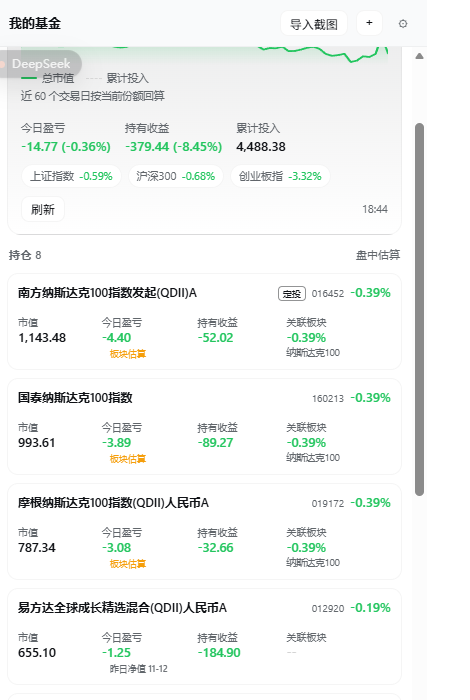 我的基金 导入截图 + ⚙
DeepSeek
总市值 累计投入
近 60 个交易日按当前份额回算
今日盈亏 持有收益 累计投入
-14.77 (-0.36%) -379.44 (-8.45%) 4,488.38
上证指数 -0.59% 沪深300 -0.68% 创业板指 -3.32%
刷新 18:44
持仓 8 盘中估算
南方纳斯达克100指数发起(QDII)A 定投 016452 -0.39%
市值 今日盈亏 持有收益 关联板块
1,143.48 -4.40 -52.02 -0.39%
板块估算 纳斯达克100
国泰纳斯达克100指数 160213 -0.39%
市值 今日盈亏 持有收益 关联板块
993.61 -3.89 -89.27 -0.39%
板块估算 纳斯达克100
摩根纳斯达克100指数(QDII)人民币A 019172 -0.39%
市值 今日盈亏 持有收益 关联板块
787.34 -3.08 -32.66 -0.39%
板块估算 纳斯达克100
易方达全球成长精选混合(QDII)人民币A 012920 -0.19%
市值 今日盈亏 持有收益 关联板块
655.10 -1.25 -184.90 --
昨日净值 11-12